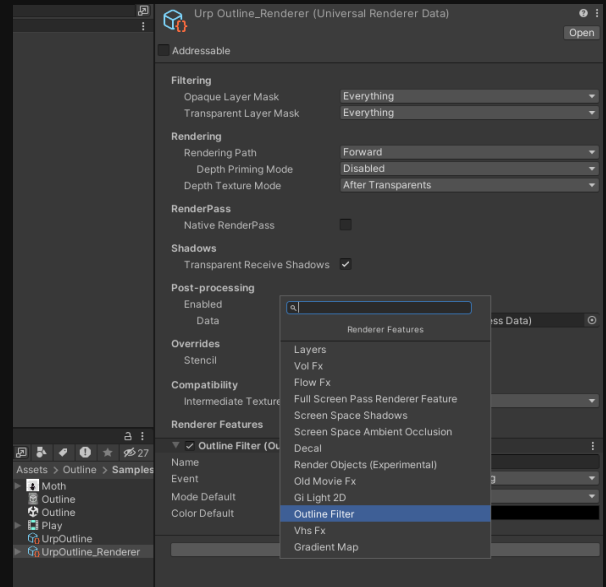 Urp Outline_Renderer (Universal Renderer Data)
Open
Addressable
Filtering
Opaque Layer Mask Everything
Transparent Layer Mask Everything
Rendering
Rendering Path Forward
Depth Priming Mode Disabled
Depth Texture Mode After Transparents
RenderPass
Native RenderPass
Shadows
Transparent Receive Shadows
Post-processing
Enabled
Data ess Data)
Overrides
Stencil
Compatibility
Intermediate Texture
Renderer Features
Outline Filter (Ou
Name
Event g
Mode Default
Color Default
Renderer Features
Layers
Vol Fx
Flow Fx
Full Screen Pass Renderer Feature
Screen Space Shadows
Screen Space Ambient Occlusion
Decal
Render Objects (Experimental)
Old Movie Fx
Gi Light 2D
Outline Filter
Vhs Fx
Gradient Map
27
Assets > Outline > Samples
Moth
Outline
Outline
Play
UrpOutline
UrpOutline_Renderer